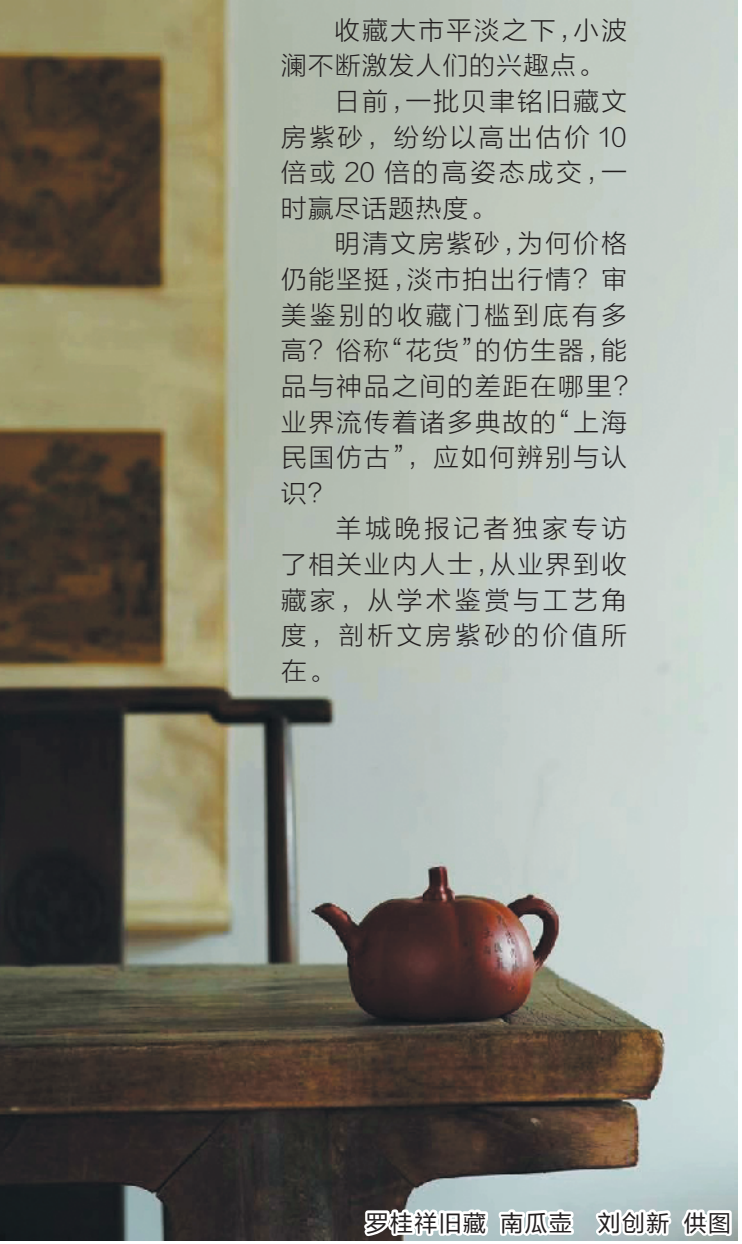 收藏大市平淡之下,小波
澜不断激发人们的兴趣点。
日前,一批贝聿铭旧藏文
房紫砂，纷纷以高出估价 10
倍或 20 倍的高姿态成交,一
时赢尽话题热度。
明清文房紫砂,为何价格
仍能坚挺,淡市拍出行情？审
美鉴别的收藏门槛到底有多
高？俗称“花货”的仿生器,能
品与神品之间的差距在哪里？
业界流传着诸多典故的“上海
民国仿古”，应如何辨别与认
识？
羊城晚报记者独家专访
了相关业内人士,从业界到收
藏家，从学术鉴赏与工艺角
度，剖析文房紫砂的价值所
在。
罗桂祥旧藏 南瓜壶 刘创新 供图